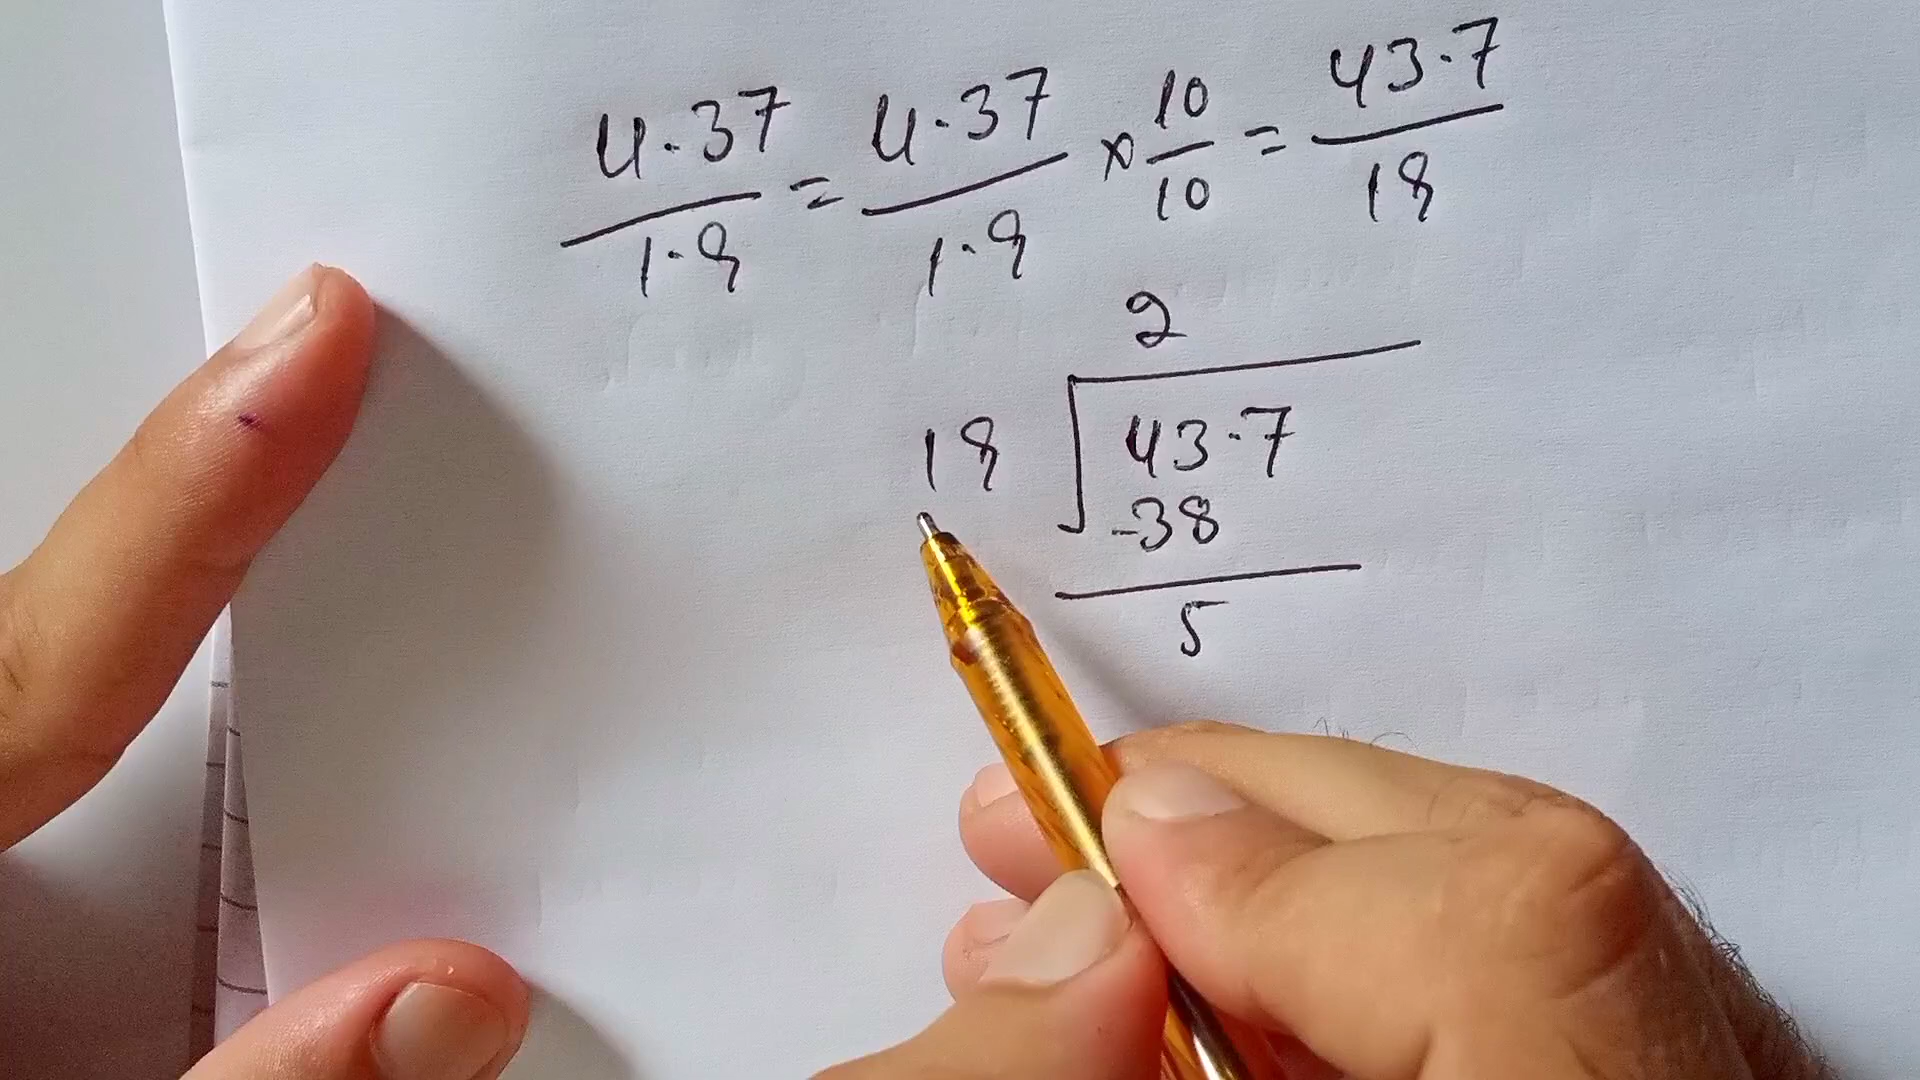 4.37/1.9 = 4.37/1.9 × 10/10 = 43.7/19
2
19 43.7
-38
5